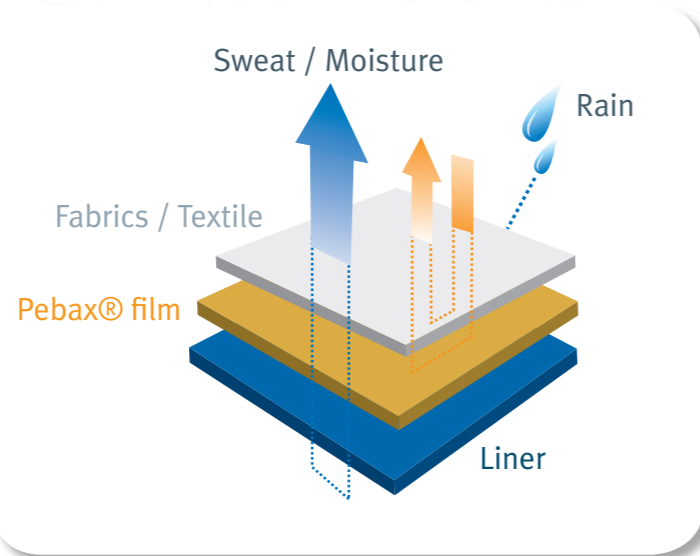 Sweat / Moisture
Rain
Fabrics / Textile
Pebax® film
Liner